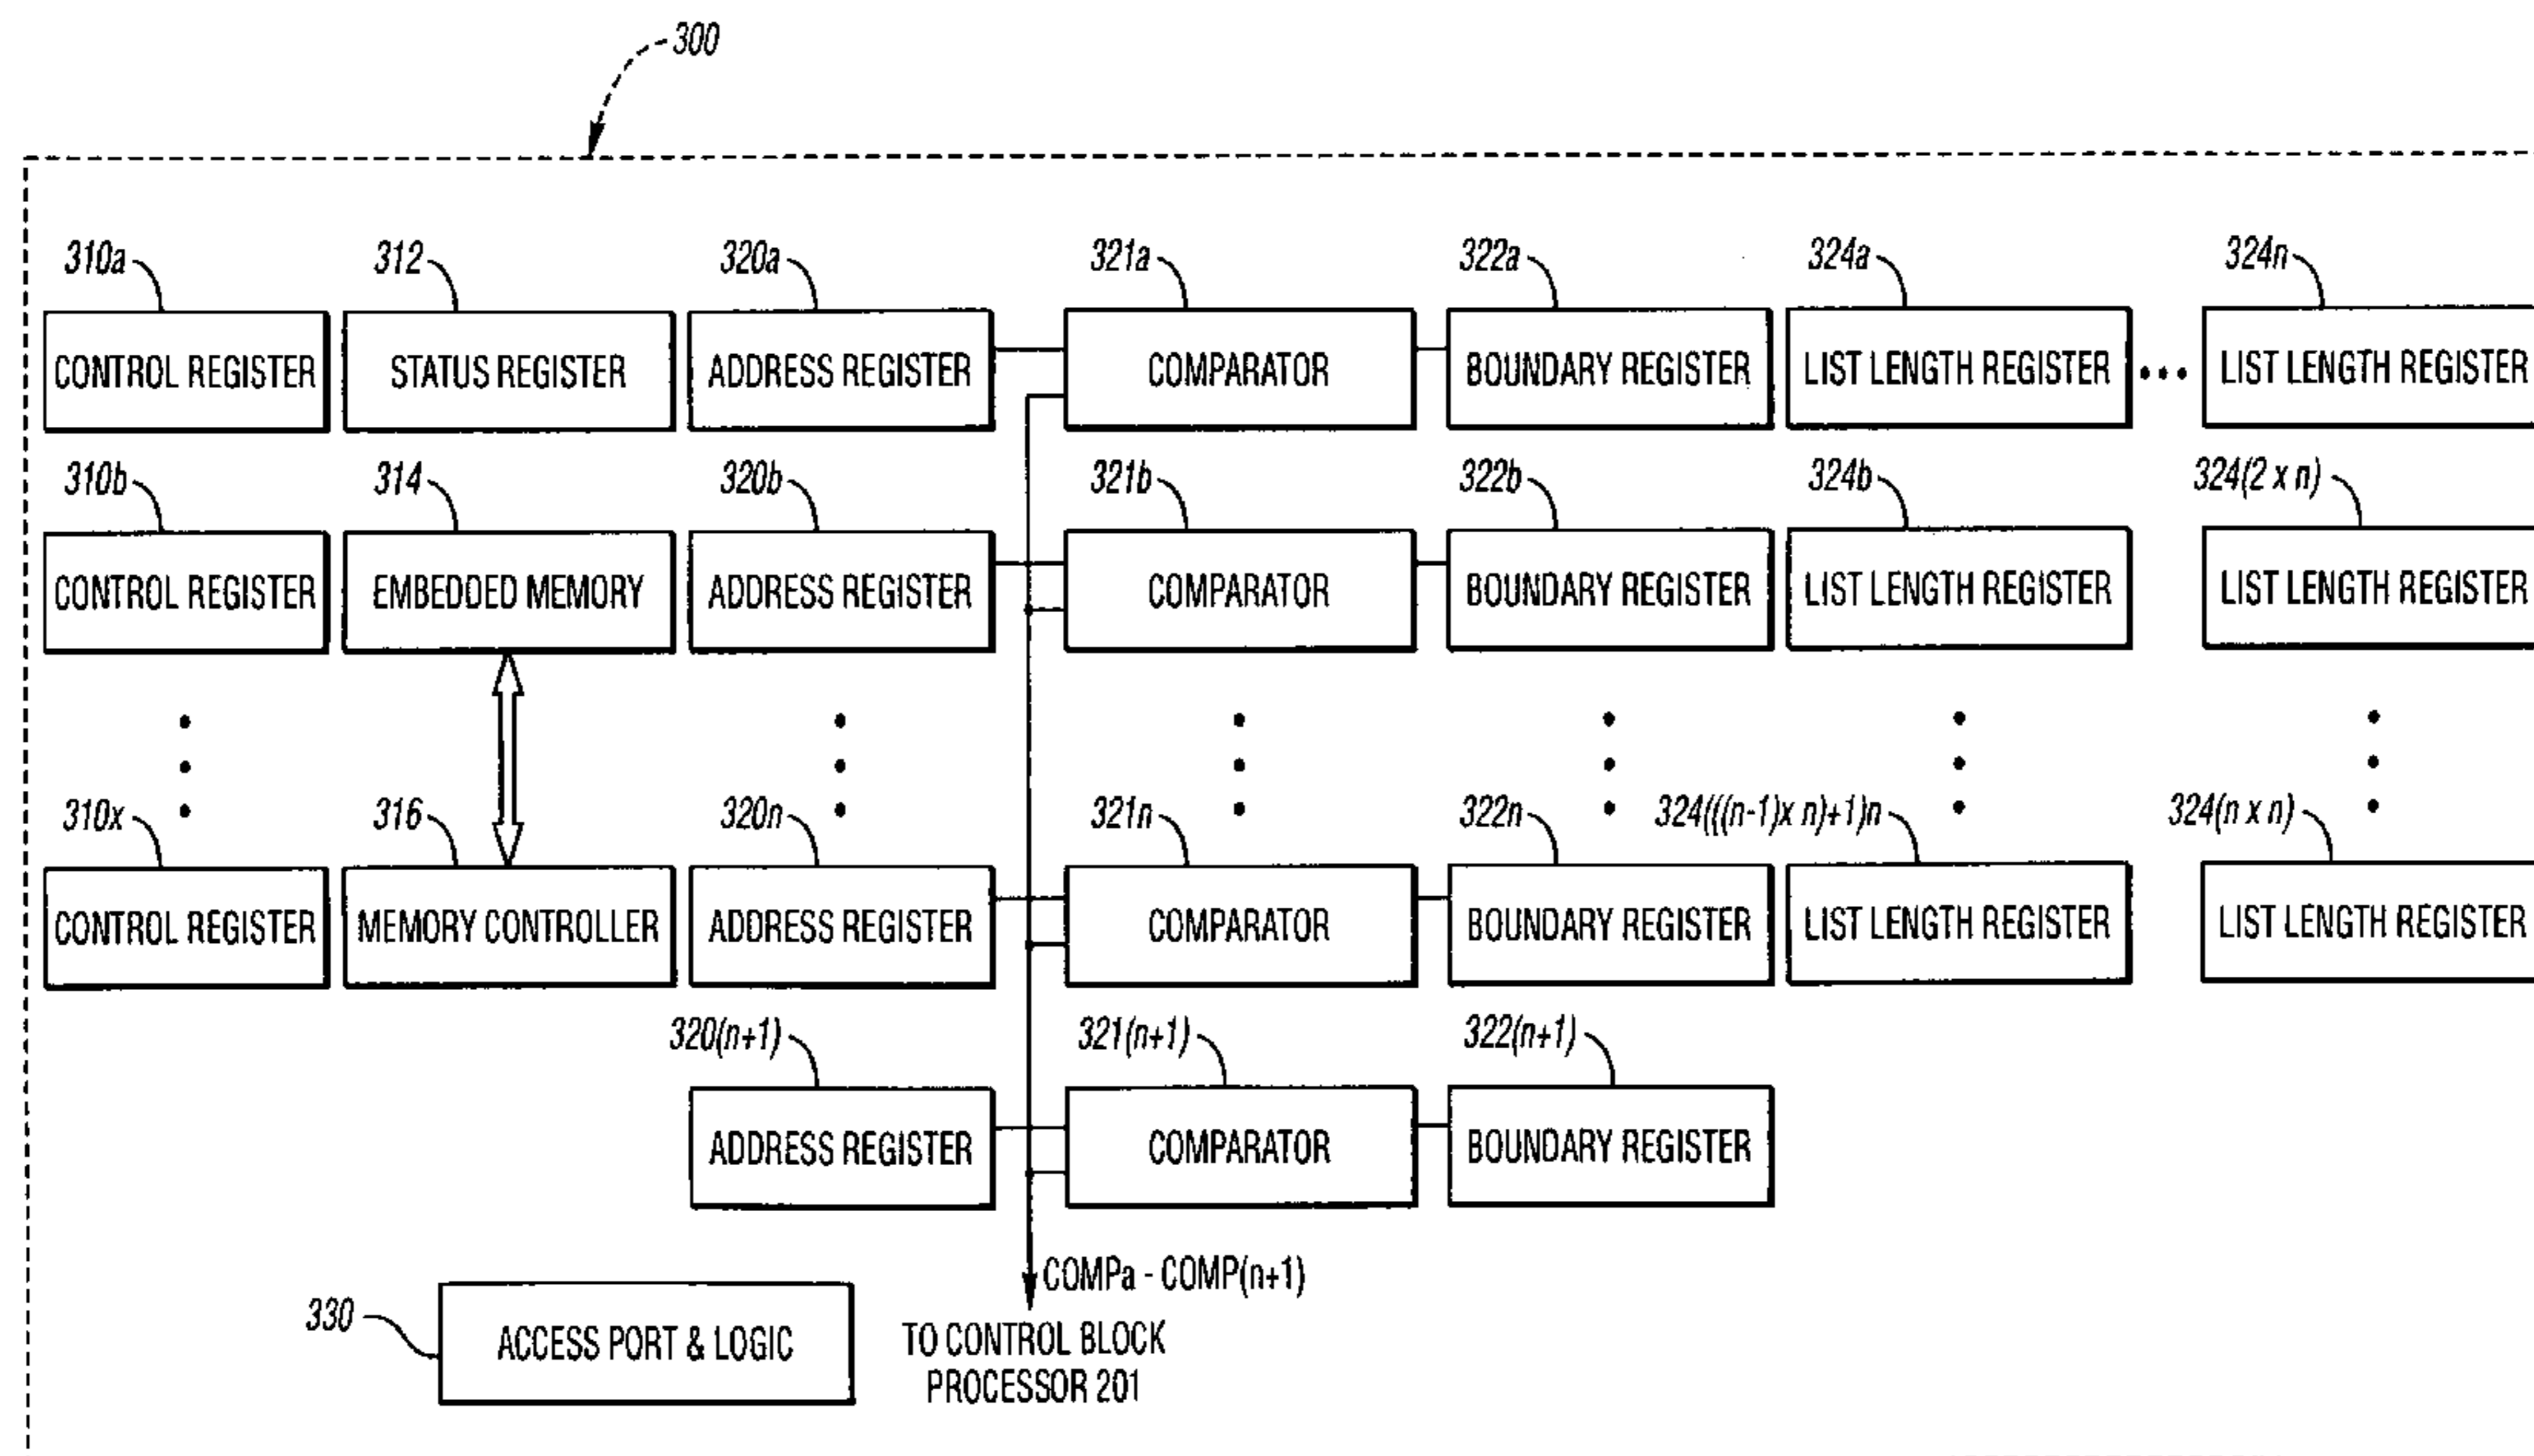 300
310a 312 320a 321a 322a 324a 324n
CONTROL REGISTER STATUS REGISTER ADDRESS REGISTER COMPARATOR BOUNDARY REGISTER LIST LENGTH REGISTER ••• LIST LENGTH REGISTER
310b 314 320b 321b 322b 324b 324(2 x n)
CONTROL REGISTER EMBEDDED MEMORY ADDRESS REGISTER COMPARATOR BOUNDARY REGISTER LIST LENGTH REGISTER LIST LENGTH REGISTER
310x 316 320n 321n 322n 324(((n-1)x n)+1)n 324(n x n)
CONTROL REGISTER MEMORY CONTROLLER ADDRESS REGISTER COMPARATOR BOUNDARY REGISTER LIST LENGTH REGISTER LIST LENGTH REGISTER
320(n+1) 321(n+1) 322(n+1)
ADDRESS REGISTER COMPARATOR BOUNDARY REGISTER
COMPa - COMP(n+1)
330 ACCESS PORT & LOGIC TO CONTROL BLOCK
PROCESSOR 201